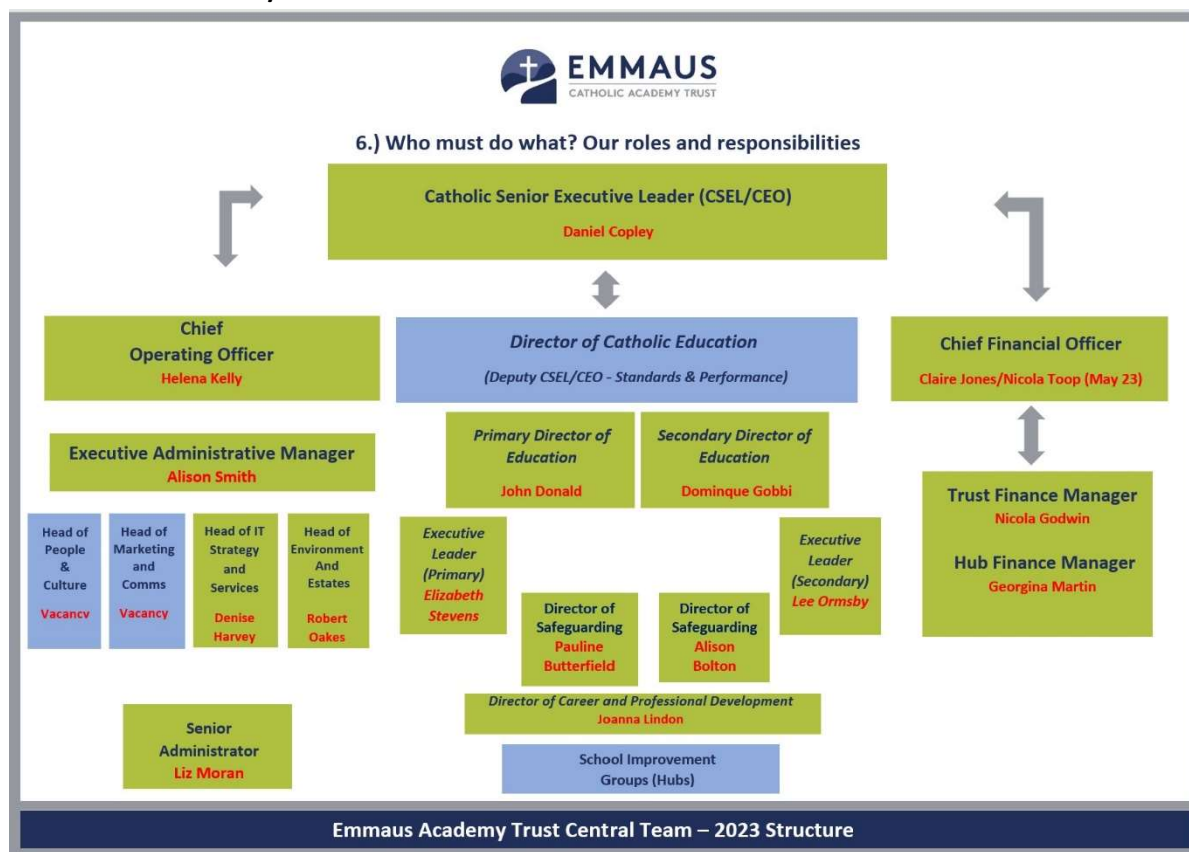 EMMAUS
CATHOLIC ACADEMY TRUST
6.) Who must do what? Our roles and responsibilities
Catholic Senior Executive Leader (CSEL/CEO)
Daniel Copley
Chief
Operating Officer
Helena Kelly
Director of Catholic Education
(Deputy CSEL/CEO - Standards & Performance)
Chief Financial Officer
Claire Jones/Nicola Toop (May 23)
Executive Administrative Manager
Alison Smith
Primary Director of
Education
John Donald
Secondary Director of
Education
Dominque Gobbi
Trust Finance Manager
Nicola Godwin
Hub Finance Manager
Georgina Martin
Head of
People
&
Culture
Vacancy
Head of
Marketing
and
Comms
Vacancy
Head of IT
Strategy
and
Services
Denise
Harvey
Head of
Environment
And
Estates
Robert
Oakes
Executive
Leader
(Primary)
Elizabeth
Stevens
Director of
Safeguarding
Pauline
Butterfield
Director of
Safeguarding
Alison
Bolton
Executive
Leader
(Secondary)
Lee Ormsby
Director of Career and Professional Development
Joanna Lindon
Senior
Administrator
Liz Moran
School Improvement
Groups (Hubs)
Emmaus Academy Trust Central Team – 2023 Structure